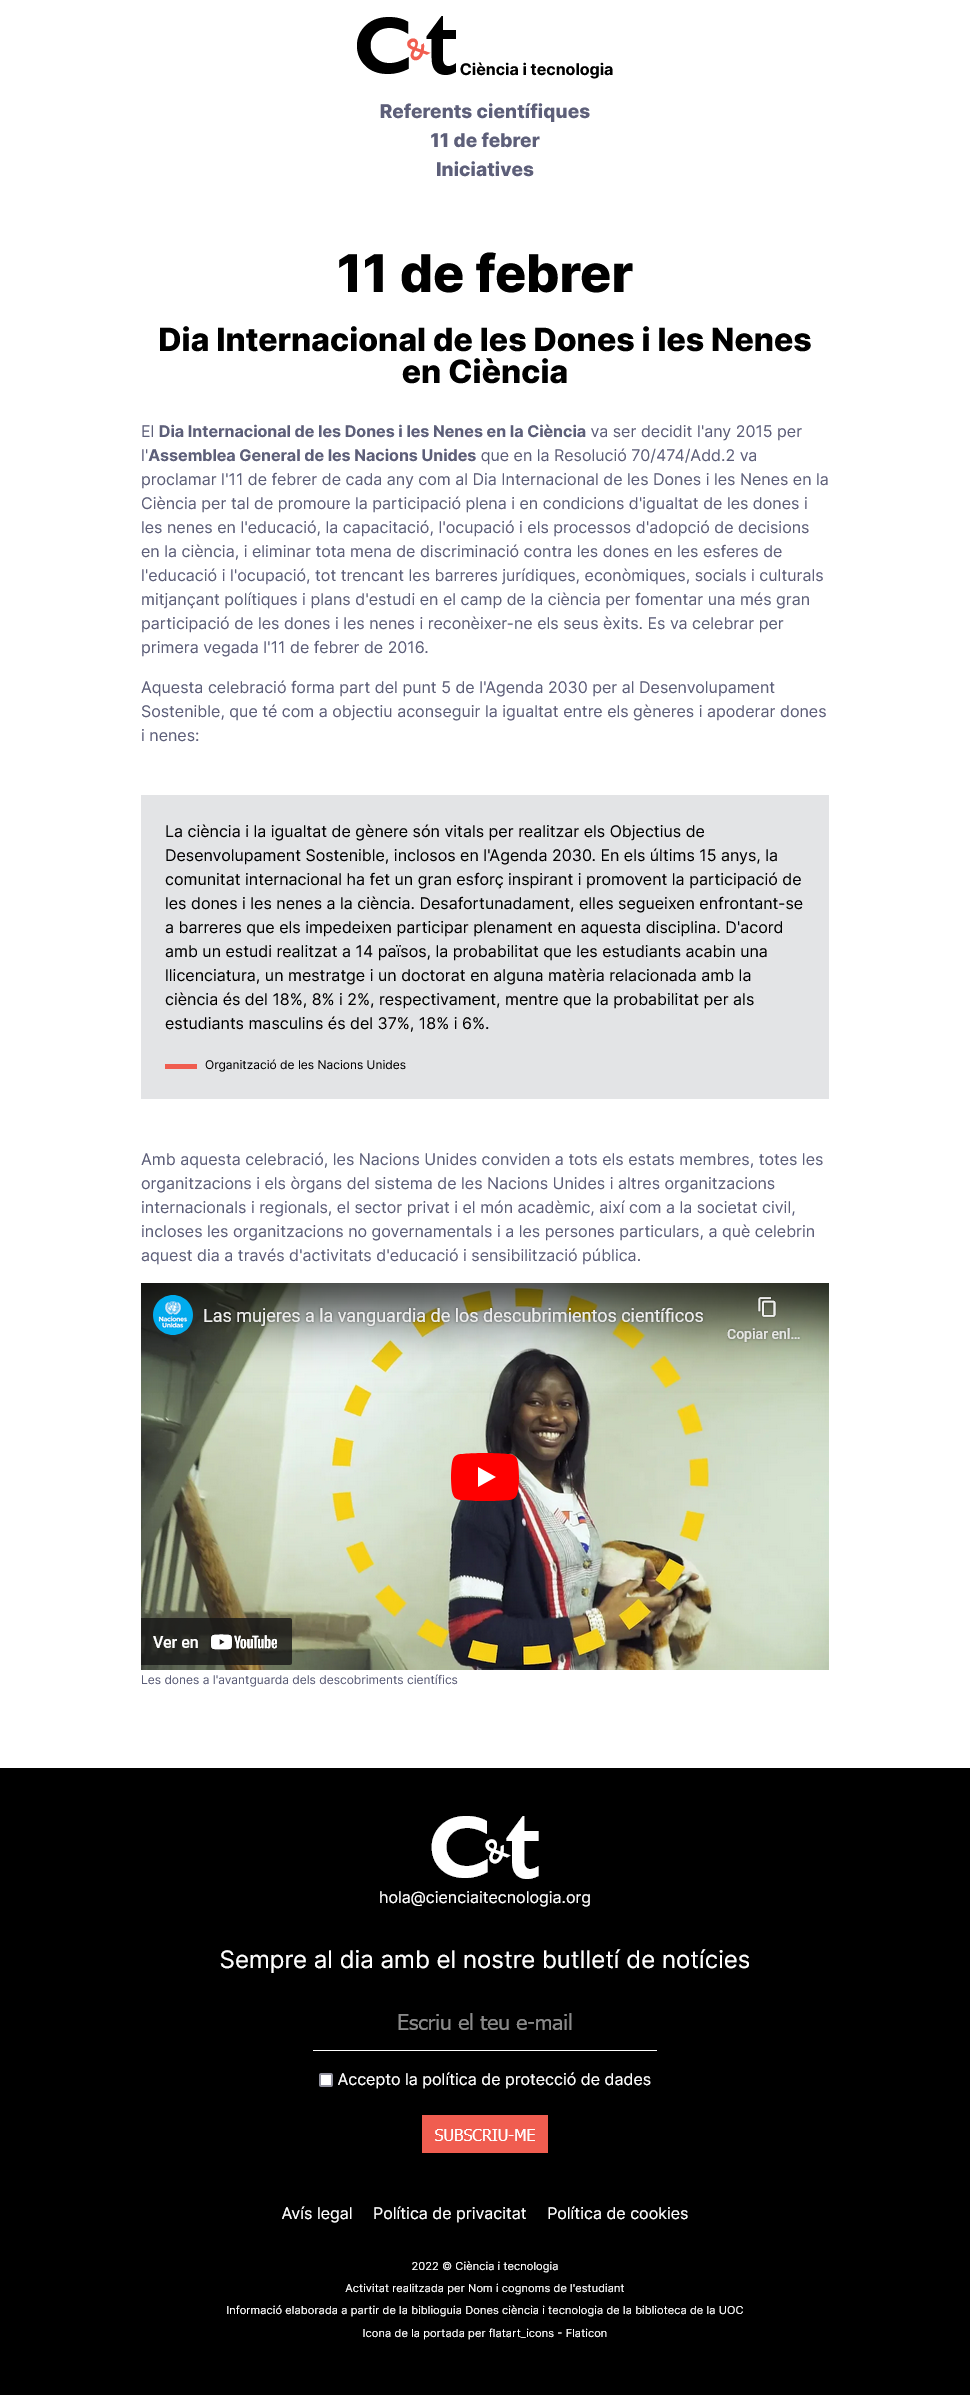 C&t Ciència i tecnologia
Referents científiques
11 de febrer
Iniciatives
11 de febrer
Dia Internacional de les Dones i les Nenes
en Ciència
El Dia Internacional de les Dones i les Nenes en la Ciència va ser decidit l'any 2015 per
l'Assemblea General de les Nacions Unides que en la Resolució 70/474/Add.2 va
proclamar l'11 de febrer de cada any com al Dia Internacional de les Dones i les Nenes en la
Ciència per tal de promoure la participació plena i en condicions d'igualtat de les dones i
les nenes en l'educació, la capacitació, l'ocupació i els processos d'adopció de decisions
en la ciència, i eliminar tota mena de discriminació contra les dones en les esferes de
l'educació i l'ocupació, tot trencant les barreres jurídiques, econòmiques, socials i culturals
mitjançant polítiques i plans d'estudi en el camp de la ciència per fomentar una més gran
participació de les dones i les nenes i reconèixer-ne els seus èxits. Es va celebrar per
primera vegada l'11 de febrer de 2016.
Aquesta celebració forma part del punt 5 de l'Agenda 2030 per al Desenvolupament
Sostenible, que té com a objectiu aconseguir la igualtat entre els gèneres i apoderar dones
i nenes:
La ciència i la igualtat de gènere són vitals per realitzar els Objectius de
Desenvolupament Sostenible, inclosos en l'Agenda 2030. En els últims 15 anys, la
comunitat internacional ha fet un gran esforç inspirant i promovent la participació de
les dones i les nenes a la ciència. Desafortunadament, elles segueixen enfrontant-se
a barreres que els impedeixen participar plenament en aquesta disciplina. D'acord
amb un estudi realitzat a 14 països, la probabilitat que les estudiants acabin una
llicenciatura, un mestratge i un doctorat en alguna matèria relacionada amb la
ciència és del 18%, 8% i 2%, respectivament, mentre que la probabilitat per als
estudiants masculins és del 37%, 18% i 6%.
Organització de les Nacions Unides
Amb aquesta celebració, les Nacions Unides conviden a tots els estats membres, totes les
organitzacions i els òrgans del sistema de les Nacions Unides i altres organitzacions
internacionals i regionals, el sector privat i el món acadèmic, així com a la societat civil,
incloses les organitzacions no governamentals i a les persones particulars, a què celebrin
aquest dia a través d'activitats d'educació i sensibilització pública.
Naciones
Unidas
Las mujeres a la vanguardia de los descubrimientos científicos
Copiar enl...
Ver en YouTube
Les dones a l'avantguarda dels descobriments científics
C&t
hola@cienciaitecnologia.org
Sempre al dia amb el nostre butlletí de notícies
Escriu el teu e-mail
Accepto la política de protecció de dades
SUBSCRIU-ME
Avís legal Política de privacitat Política de cookies
2022 © Ciència i tecnologia
Activitat realitzada per Nom i cognoms de l'estudiant
Informació elaborada a partir de la biblioguia Dones ciència i tecnologia de la biblioteca de la UOC
Icona de la portada per flatart_icons - Flaticon